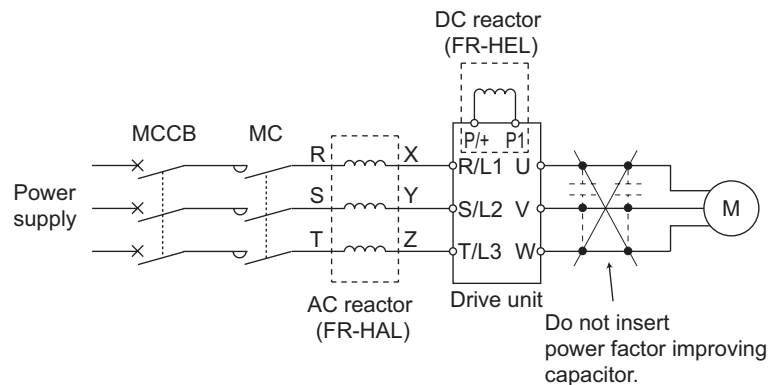 DC reactor
(FR-HEL)
MCCB
MC
R
X
P/+
P1
R/L1
U
Power
supply
S
Y
S/L2
V
M
T
Z
T/L3
W
AC reactor
(FR-HAL)
Drive unit
Do not insert
power factor improving
capacitor.